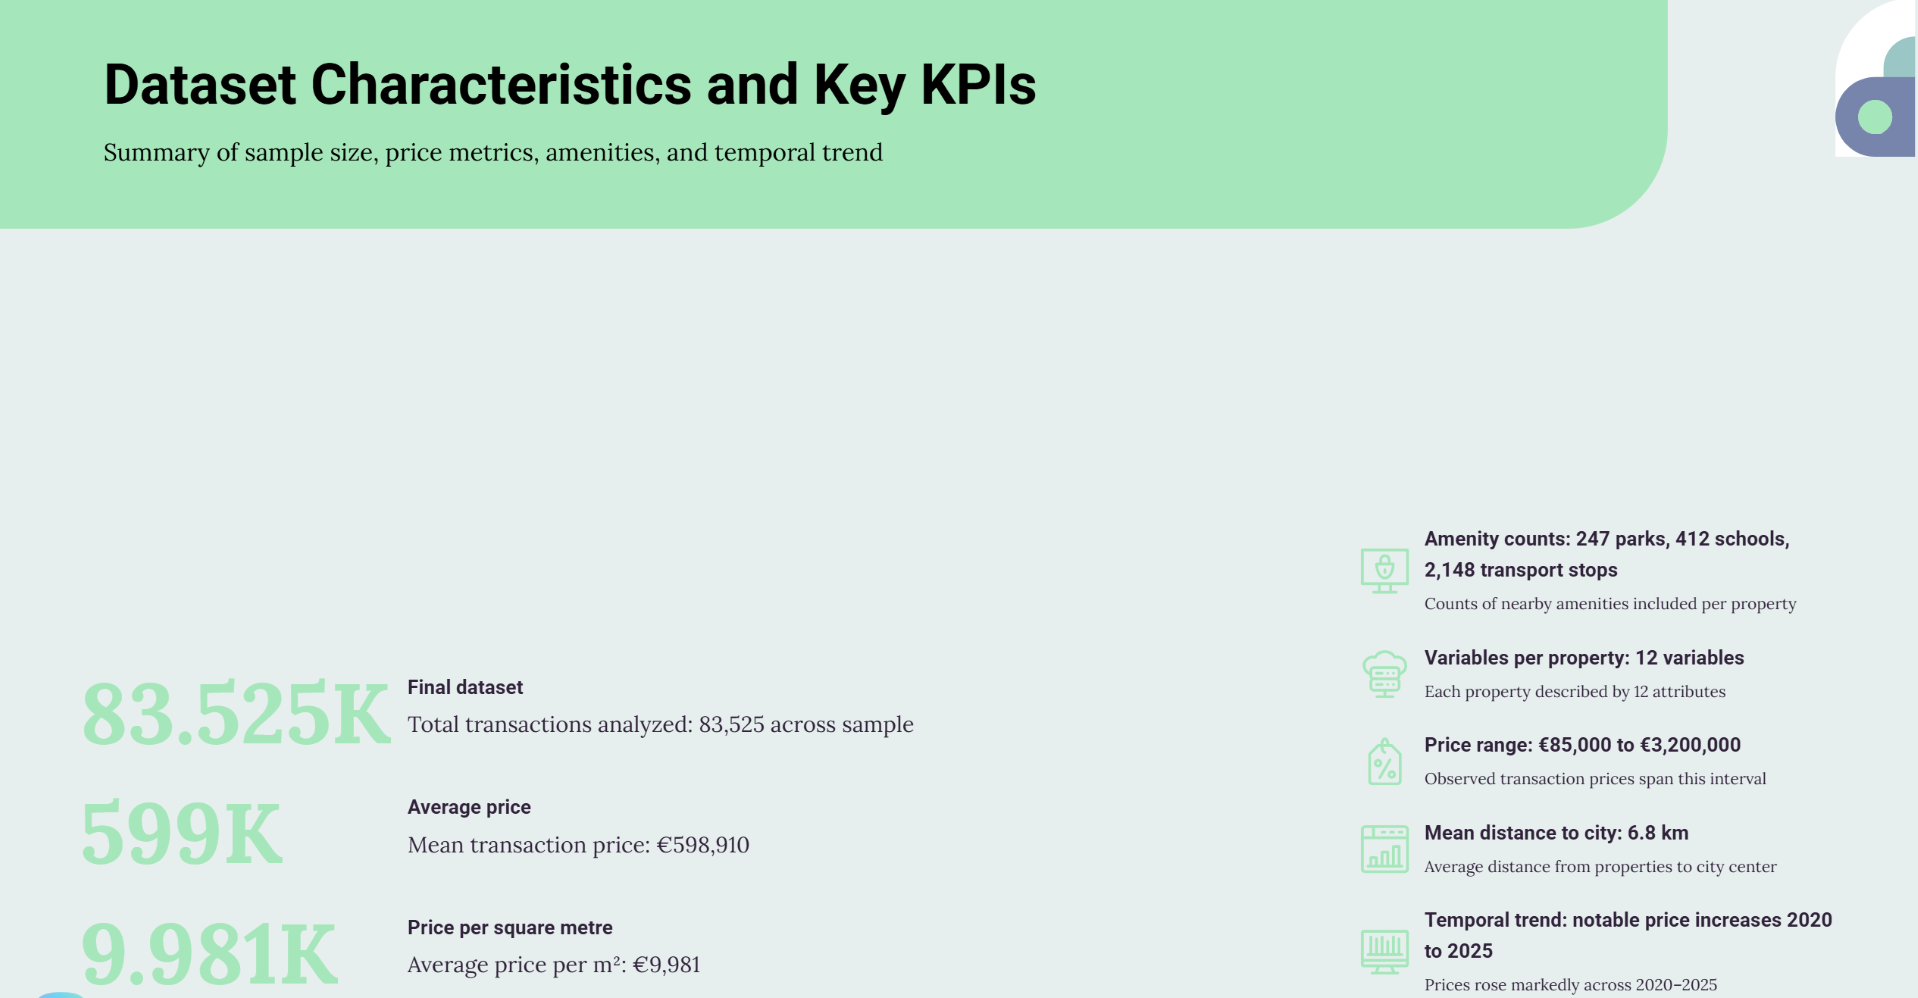 Dataset Characteristics and Key KPIs
Summary of sample size, price metrics, amenities, and temporal trend
83.525K
Final dataset
Total transactions analyzed: 83,525 across sample
599K
Average price
Mean transaction price: €598,910
9.981K
Price per square metre
Average price per m²: €9,981
Amenity counts: 247 parks, 412 schools,
2,148 transport stops
Counts of nearby amenities included per property
Variables per property: 12 variables
Each property described by 12 attributes
Price range: €85,000 to €3,200,000
Observed transaction prices span this interval
Mean distance to city: 6.8 km
Average distance from properties to city center
Temporal trend: notable price increases 2020
to 2025
Prices rose markedly across 2020–2025